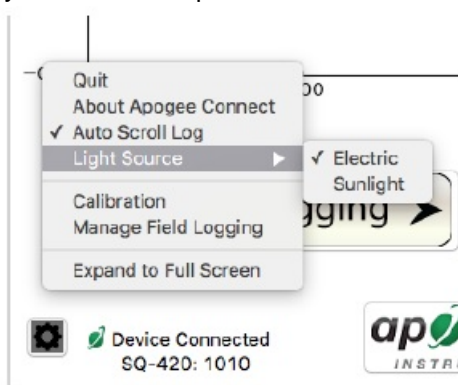 Quit
About Apogee Connect
✓ Auto Scroll Log
Light Source ▶
✓ Electric
Sunlight
Calibration
Manage Field Logging
Expand to Full Screen
Device Connected
SQ-420: 1010